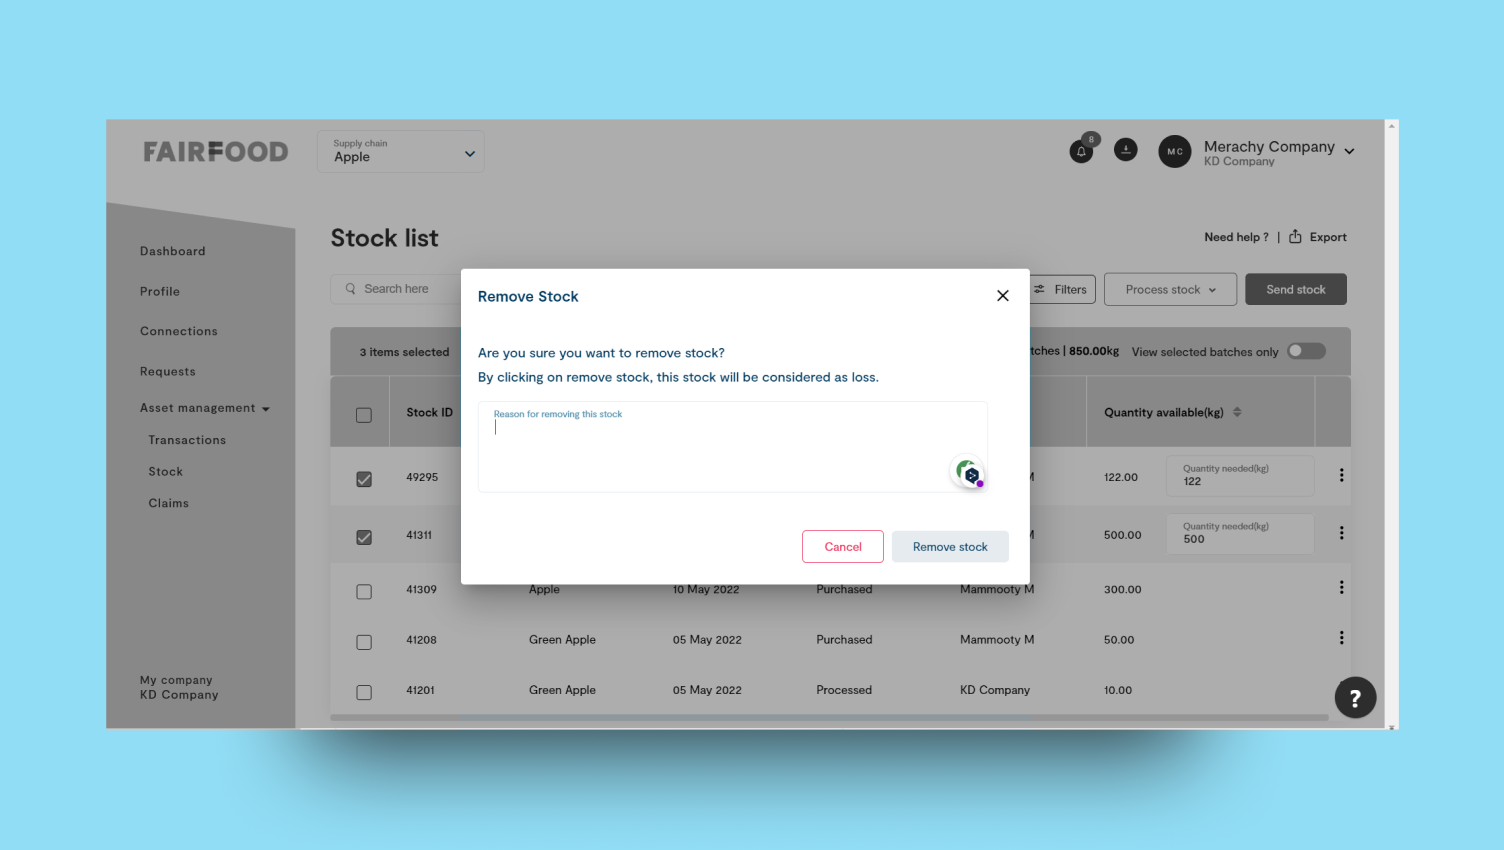 FAIRFOOD
Supply chain
Apple
8
MC
Merachy Company
KD Company
Dashboard
Profile
Connections
Requests
Asset management
Transactions
Stock
Claims
My company
KD Company
Stock list
Need help ? | Export
Search here
Filters
Process stock
Send stock
3 items selected
tches | 850.00kg
View selected batches only
Stock ID
Quantity available(kg)
49295
122.00
Quantity needed(kg)
122
41311
500.00
Quantity needed(kg)
500
41309 Apple 10 May 2022 Purchased Mammooty M 300.00
41208 Green Apple 05 May 2022 Purchased Mammooty M 50.00
41201 Green Apple 05 May 2022 Processed KD Company 10.00
Remove Stock
Are you sure you want to remove stock?
By clicking on remove stock, this stock will be considered as loss.
Reason for removing this stock
Cancel
Remove stock
?